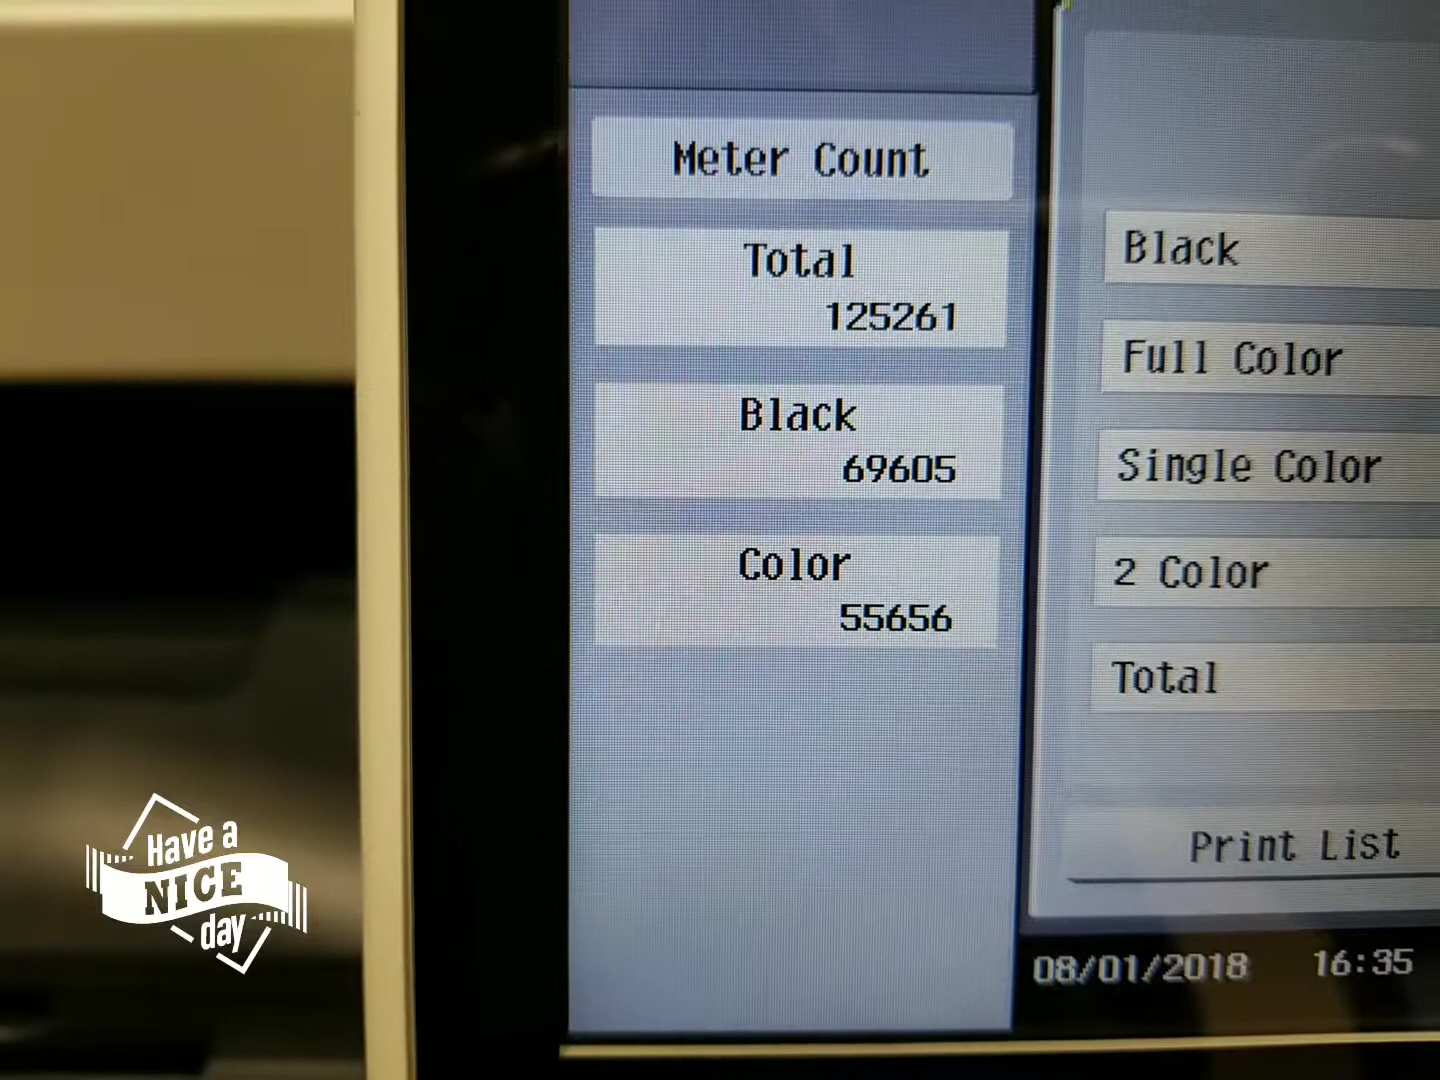 Meter Count
Total
125261
Black
69605
Color
55656
Black
Full Color
Single Color
2 Color
Total
Print List
08/01/2018 16:35
Have a
NICE
day